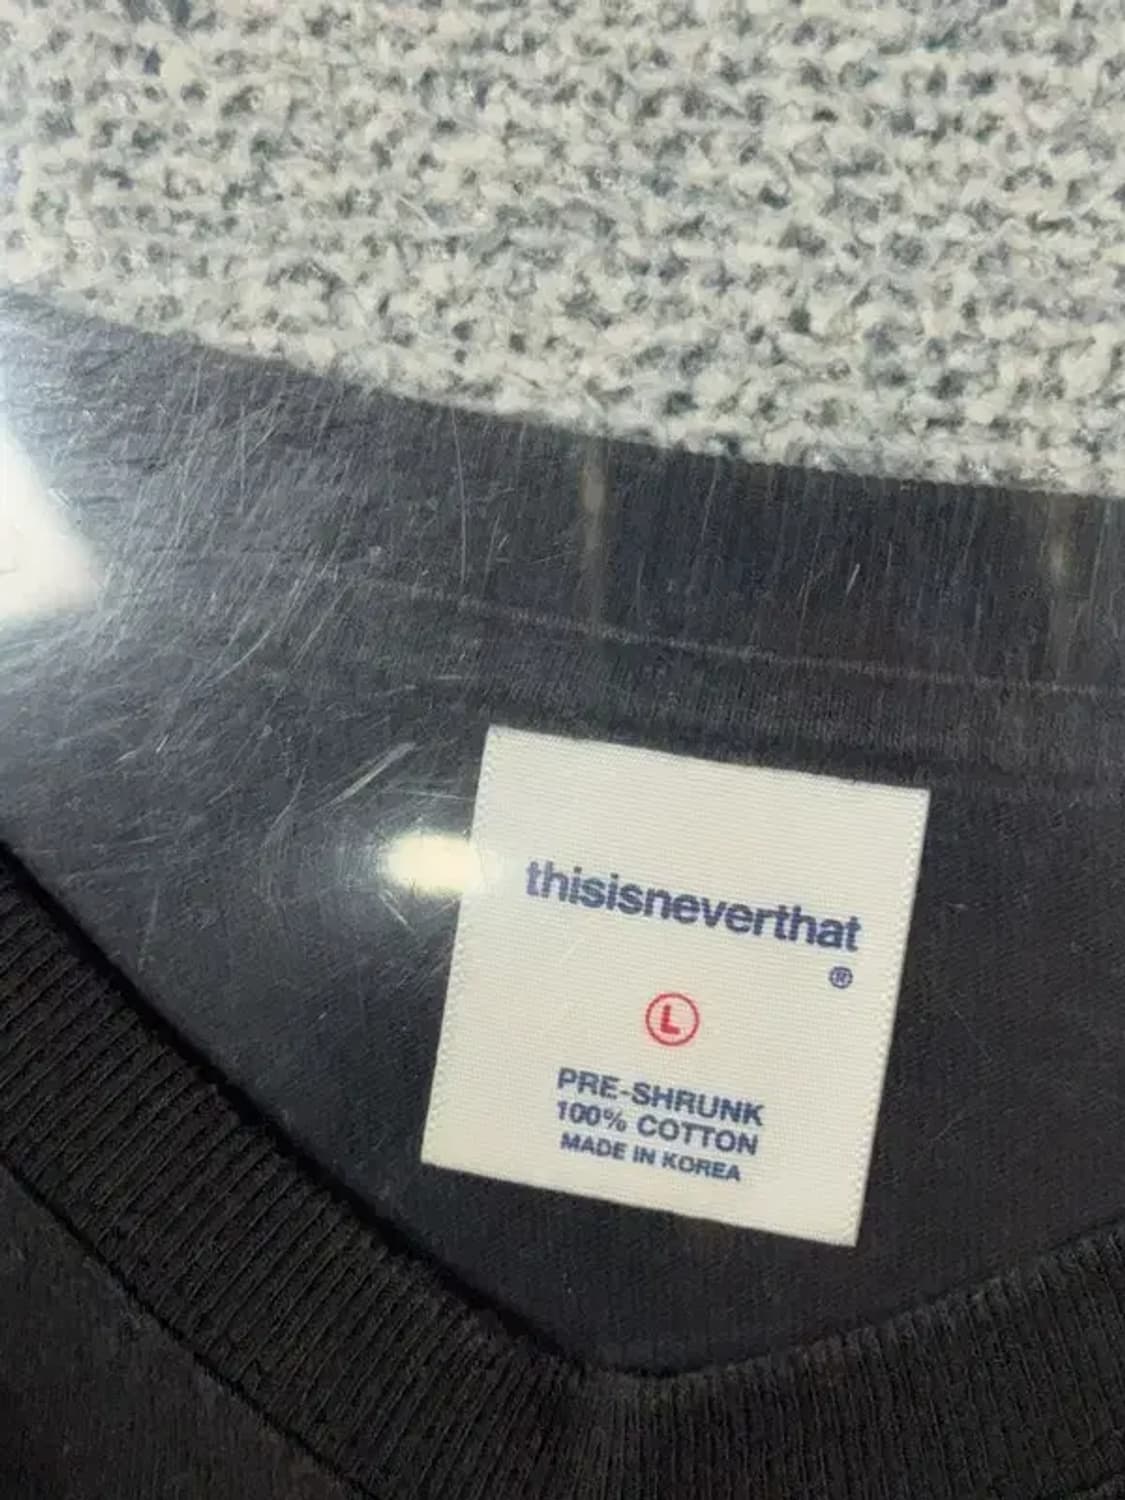 thisisneverthat
®
L
PRE-SHRUNK
100% COTTON
MADE IN KOREA